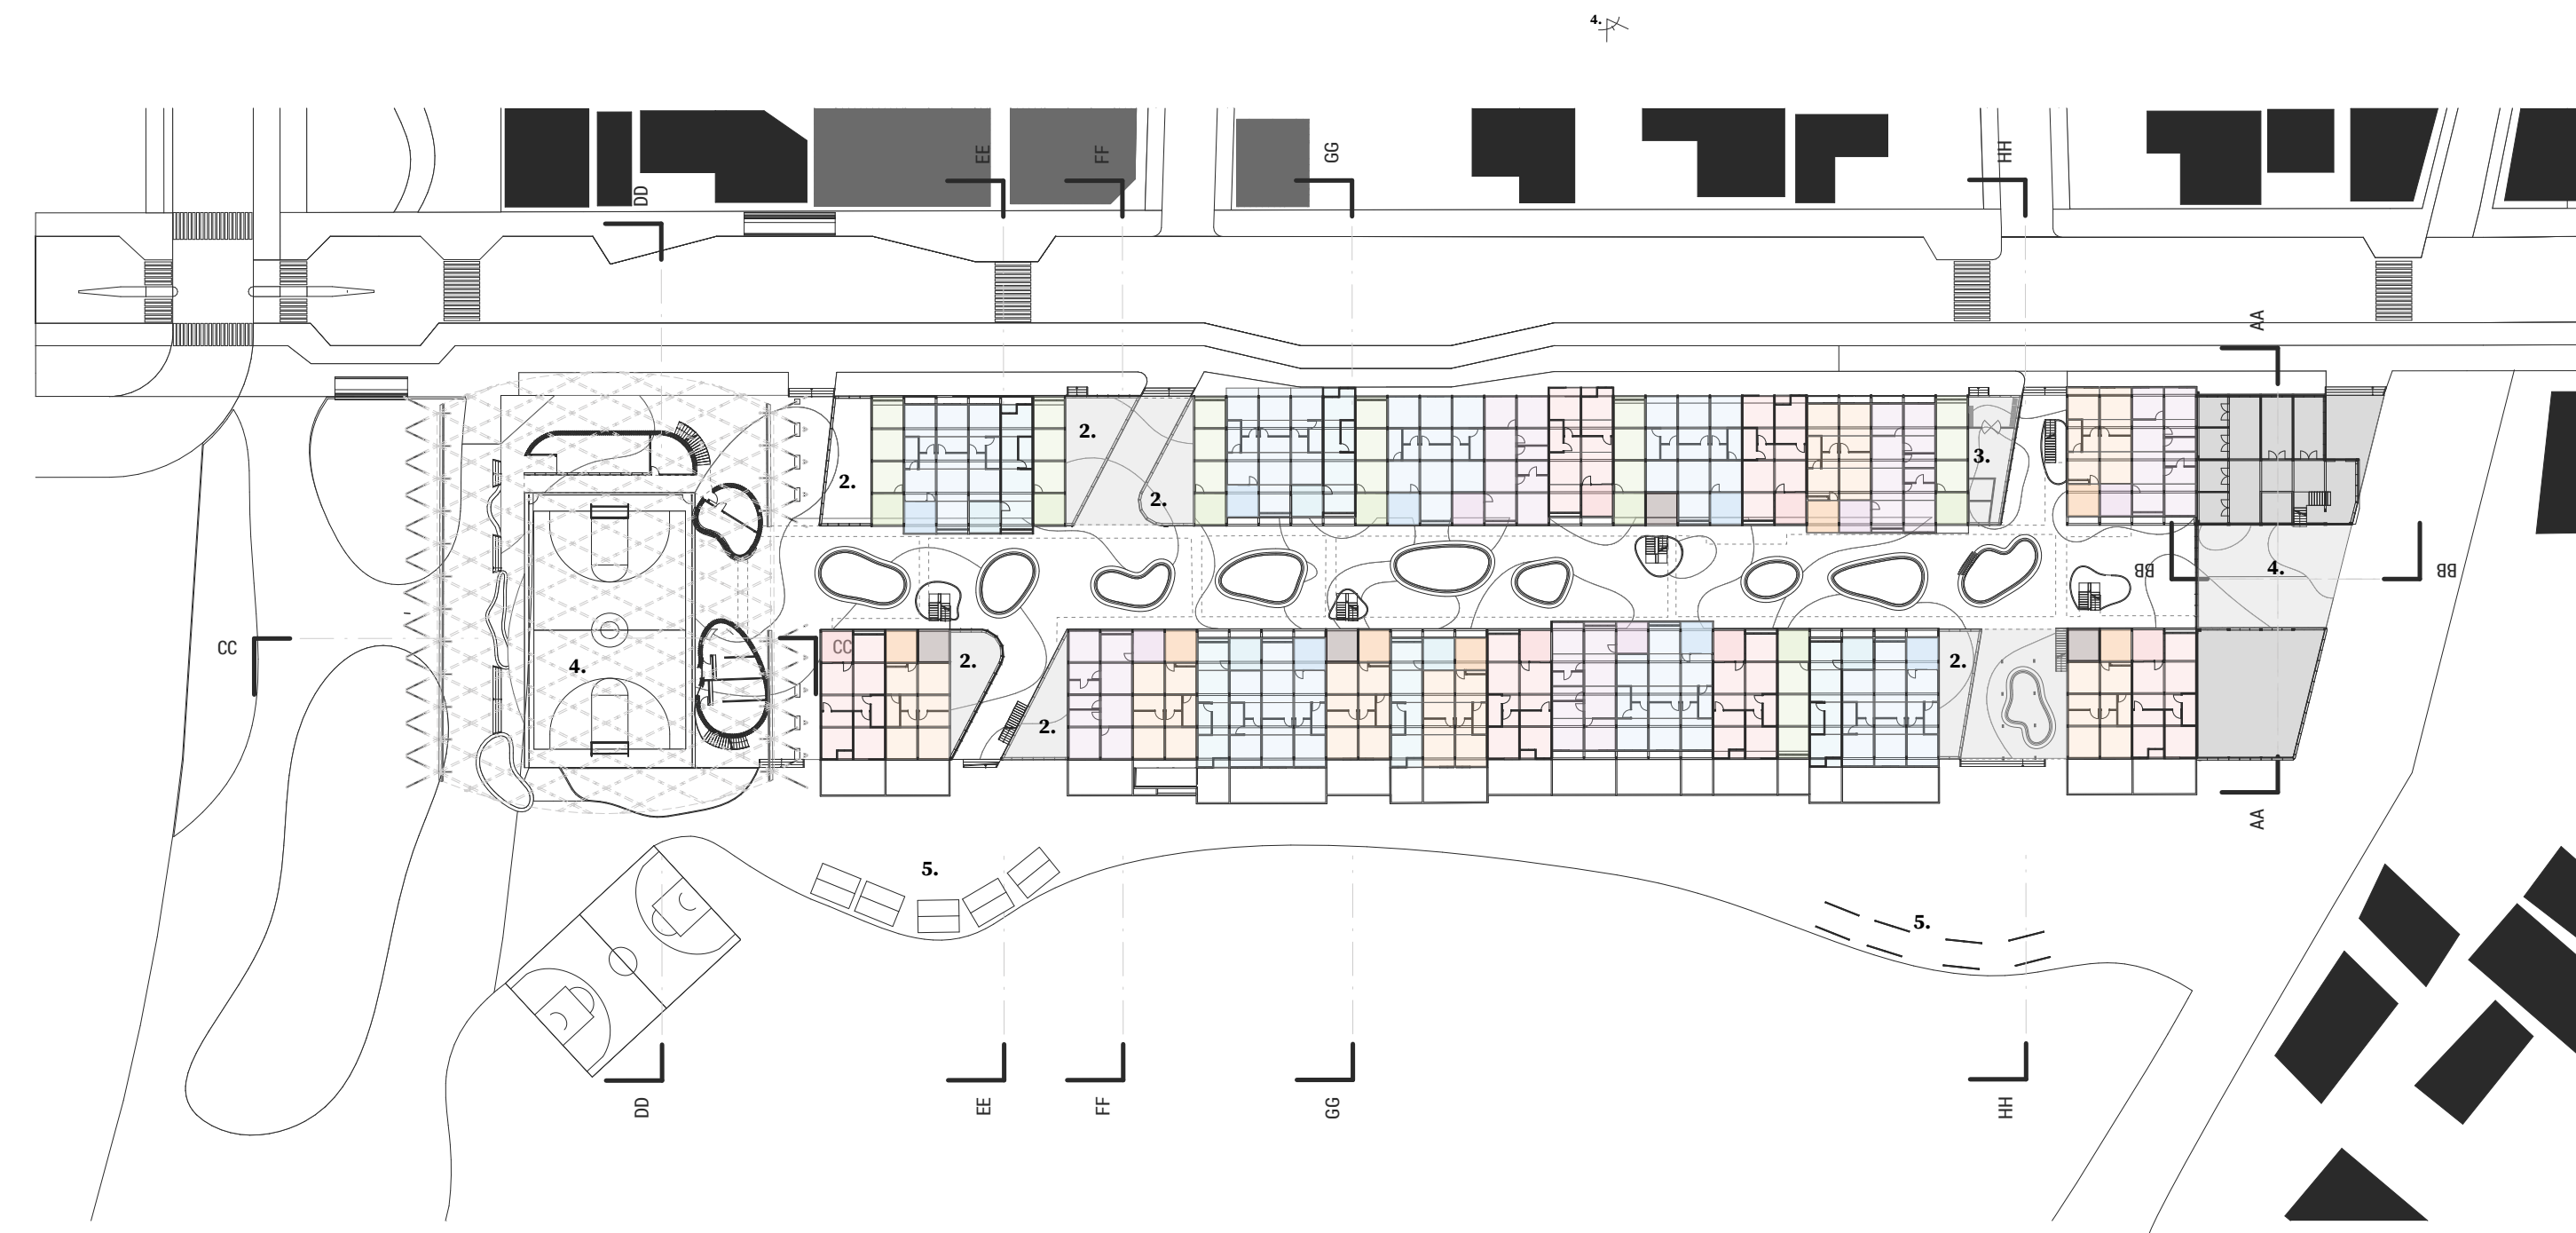 4.
EE
FF
GG
HH
DD
AA
2.
2.
3.
2.
2.
BB
4.
BB
CC
CC
4.
2.
2.
2.
AA
5.
5.
DD
EE
FF
GG
HH